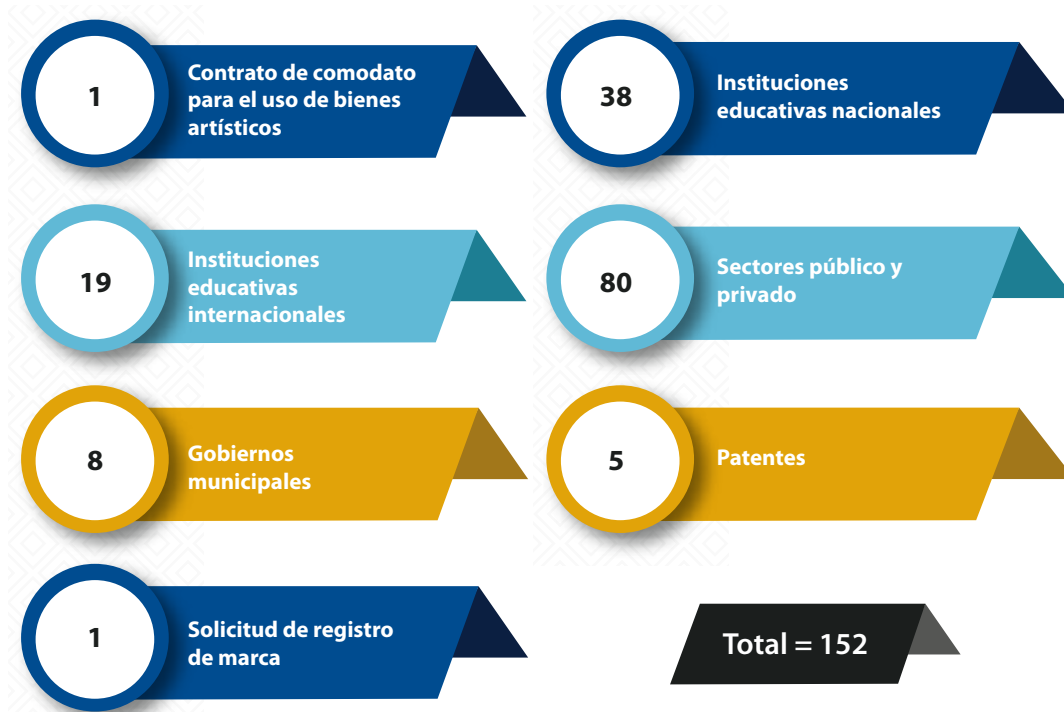 1
Contrato de comodato
para el uso de bienes
artísticos
38
Instituciones
educativas nacionales
19
Instituciones
educativas
internacionales
80
Sectores público y
privado
8
Gobiernos
municipales
5
Patentes
1
Solicitud de registro
de marca
Total = 152